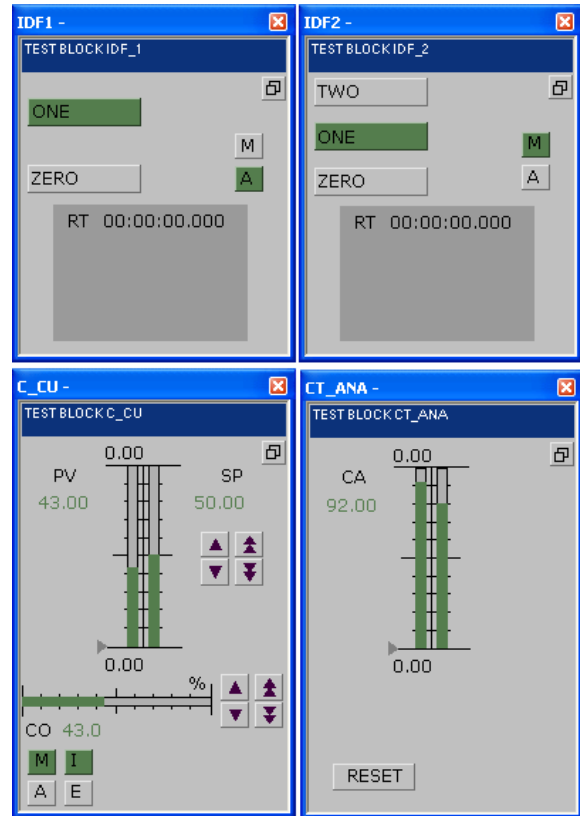 IDF1 -
TEST BLOCK IDF_1
ONE
M
ZERO
A
RT 00:00:00.000
IDF2 -
TEST BLOCK IDF_2
TWO
ONE
M
ZERO
A
RT 00:00:00.000
C_CU -
TEST BLOCK C_CU
0.00
PV SP
43.00 50.00
0.00
%
CO 43.0
M I
A E
CT_ANA -
TEST BLOCK CT_ANA
0.00
CA
92.00
0.00
RESET